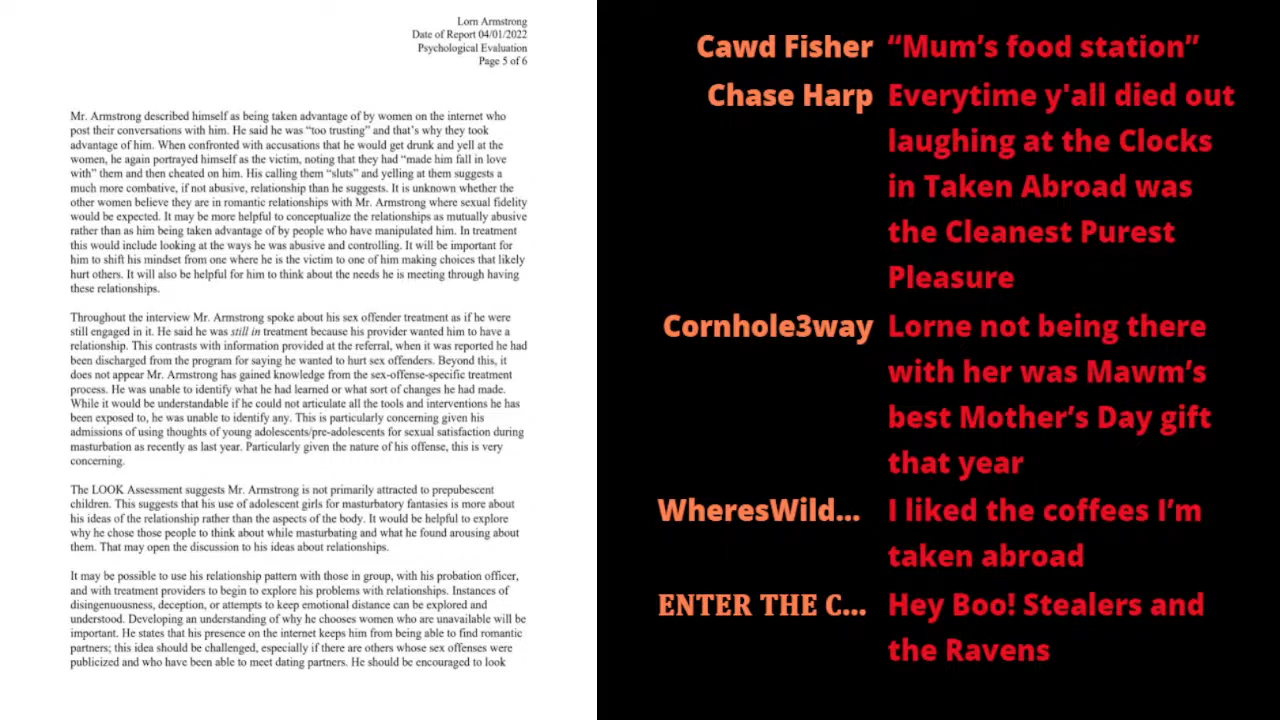 Lorn Armstrong
Date of Report 04/01/2022
Psychological Evaluation
Page 5 of 6
Mr. Armstrong described himself as being taken advantage of by women on the internet who
post their conversations with him. He said he was “too trusting” and that’s why they took
advantage of him. When confronted with accusations that he would get drunk and yell at the
women, he again portrayed himself as the victim, noting that they had “made him fall in love
with” them and then cheated on him. His calling them “sluts” and yelling at them suggests a
much more combative, if not abusive, relationship than he suggests. It is unknown whether the
other women believe they are in romantic relationships with Mr. Armstrong where sexual fidelity
would be expected. It may be more helpful to conceptualize the relationships as mutually abusive
rather than as him being taken advantage of by people who have manipulated him. In treatment
this would include looking at the ways he was abusive and controlling. It will be important for
him to shift his mindset from one where he is the victim to one of him making choices that likely
hurt others. It will also be helpful for him to think about the needs he is meeting through having
these relationships.
Throughout the interview Mr. Armstrong spoke about his sex offender treatment as if he were
still engaged in it. He said he was still in treatment because his provider wanted him to have a
relationship. This contrasts with information provided at the referral, when it was reported he had
been discharged from the program for saying he wanted to hurt sex offenders. Beyond this, it
does not appear Mr. Armstrong has gained knowledge from the sex-offense-specific treatment
process. He was unable to identify what he had learned or what sort of changes he had made.
While it would be understandable if he could not articulate all the tools and interventions he has
been exposed to, he was unable to identify any. This is particularly concerning given his
admissions of using thoughts of young adolescents/pre-adolescents for sexual satisfaction during
masturbation as recently as last year. Particularly given the nature of his offense, this is very
concerning.
The LOOK Assessment suggests Mr. Armstrong is not primarily attracted to prepubescent
children. This suggests that his use of adolescent girls for masturbatory fantasies is more about
his ideas of the relationship rather than the aspects of the body. It would be helpful to explore
why he chose those people to think about while masturbating and what he found arousing about
them. That may open the discussion to his ideas about relationships.
It may be possible to use his relationship pattern with those in group, with his probation officer,
and with treatment providers to begin to explore his problems with relationships. Instances of
disingenuousness, deception, or attempts to keep emotional distance can be explored and
understood. Developing an understanding of why he chooses women who are unavailable will be
important. He states that his presence on the internet keeps him from being able to find romantic
partners; this idea should be challenged, especially if there are others whose sex offenses were
publicized and who have been able to meet dating partners. He should be encouraged to look
Cawd Fisher “Mum’s food station”
Chase Harp Everytime y'all died out
laughing at the Clocks
in Taken Abroad was
the Cleanest Purest
Pleasure
Cornhole3way Lorne not being there
with her was Mawm’s
best Mother’s Day gift
that year
WheresWild... I liked the coffees I’m
taken abroad
ENTER THE C... Hey Boo! Stealers and
the Ravens